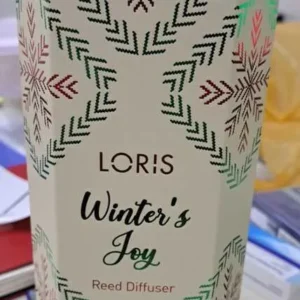 LORIS
Winter's
Joy
Reed Diffuser